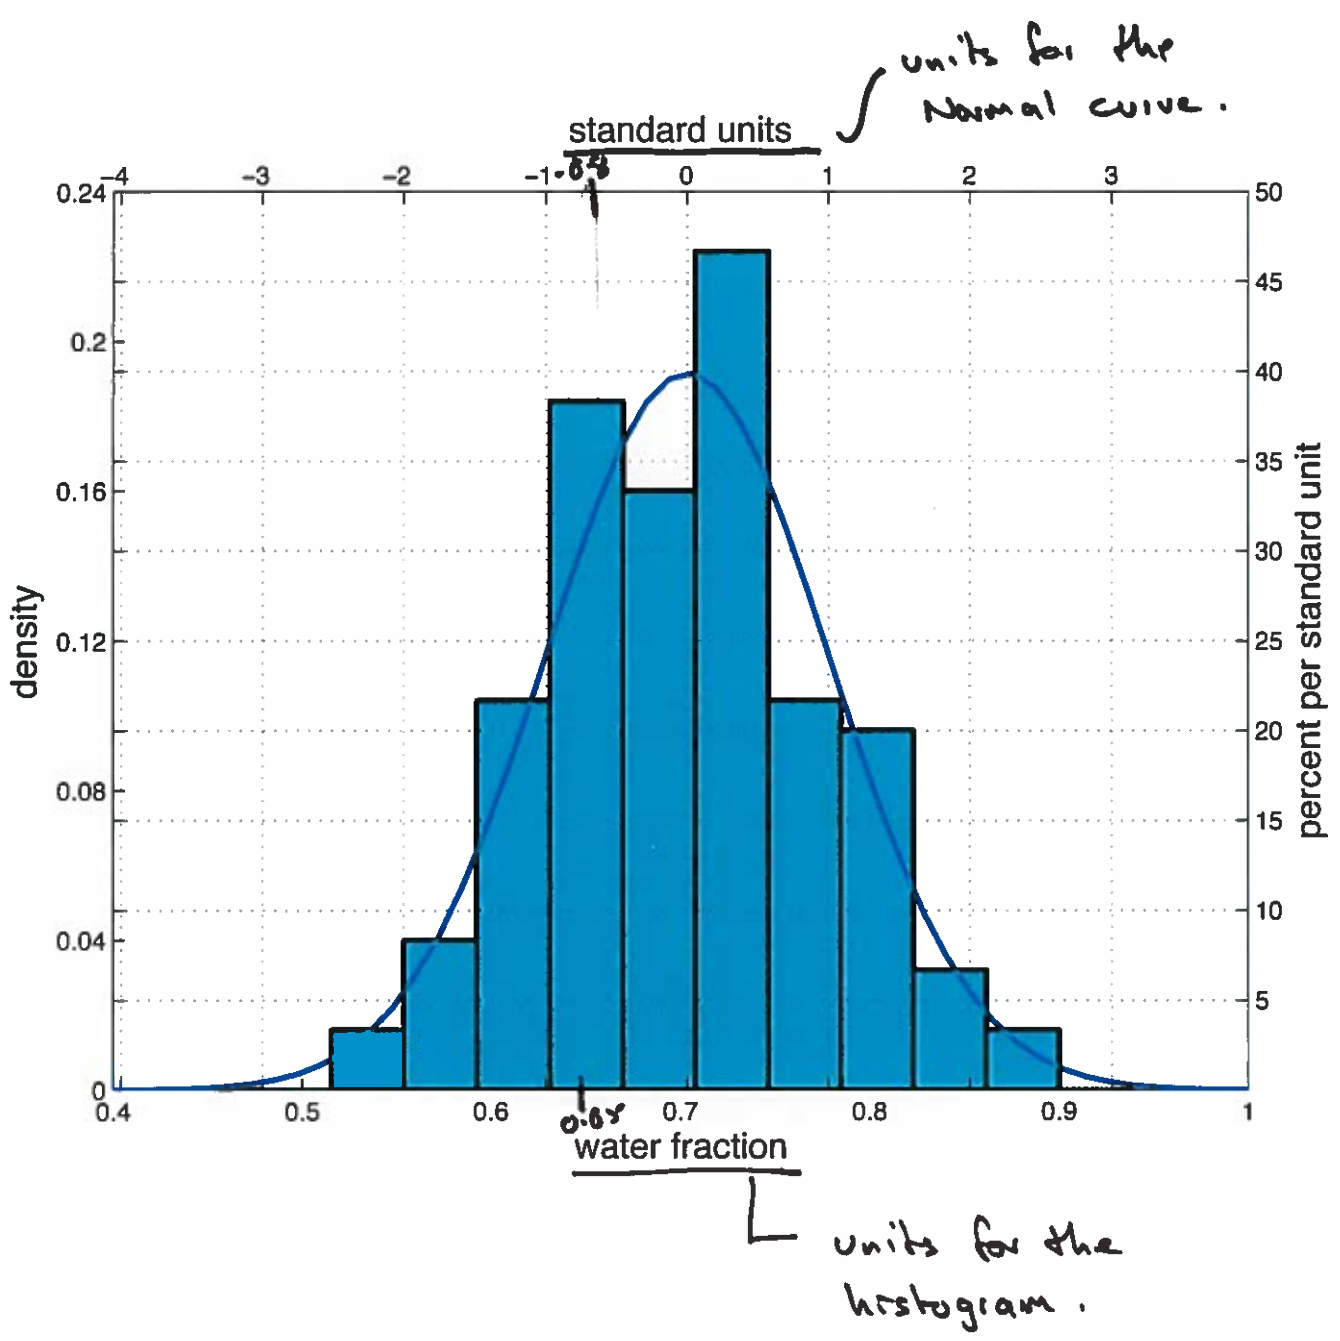 units for the
Normal curve.
standard units
-4 -3 -2 -1 0 1 2 3
0.24 50
45
0.2
40
35
0.16
30
0.12 25
20
0.08
15
10
0.04
5
0
0.4 0.5 0.6 0.7 0.8 0.9 1
density
percent per standard unit
0.65
water fraction
units for the
histogram.